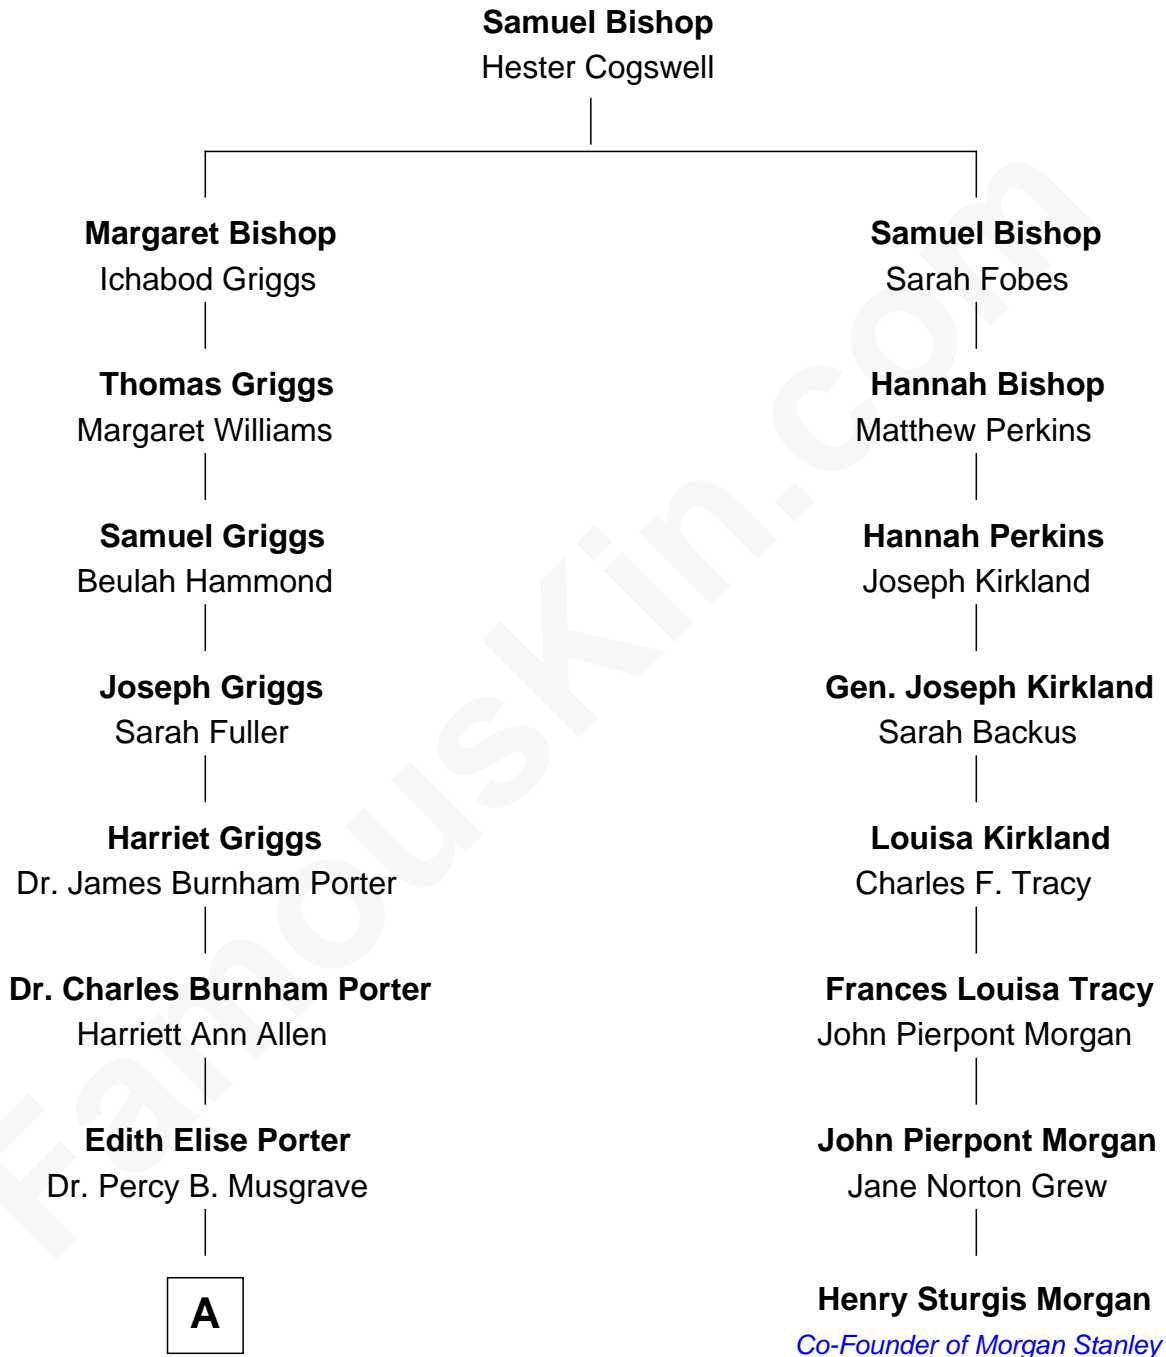 Samuel Bishop
Hester Cogswell
Margaret Bishop
Ichabod Griggs
Samuel Bishop
Sarah Fobes
Thomas Griggs
Margaret Williams
Hannah Bishop
Matthew Perkins
Samuel Griggs
Beulah Hammond
Hannah Perkins
Joseph Kirkland
Joseph Griggs
Sarah Fuller
Gen. Joseph Kirkland
Sarah Backus
Harriet Griggs
Dr. James Burnham Porter
Louisa Kirkland
Charles F. Tracy
Dr. Charles Burnham Porter
Harriett Ann Allen
Frances Louisa Tracy
John Pierpont Morgan
Edith Elise Porter
Dr. Percy B. Musgrave
John Pierpont Morgan
Jane Norton Grew
A
Henry Sturgis Morgan
Co-Founder of Morgan Stanley
FamousKin.com